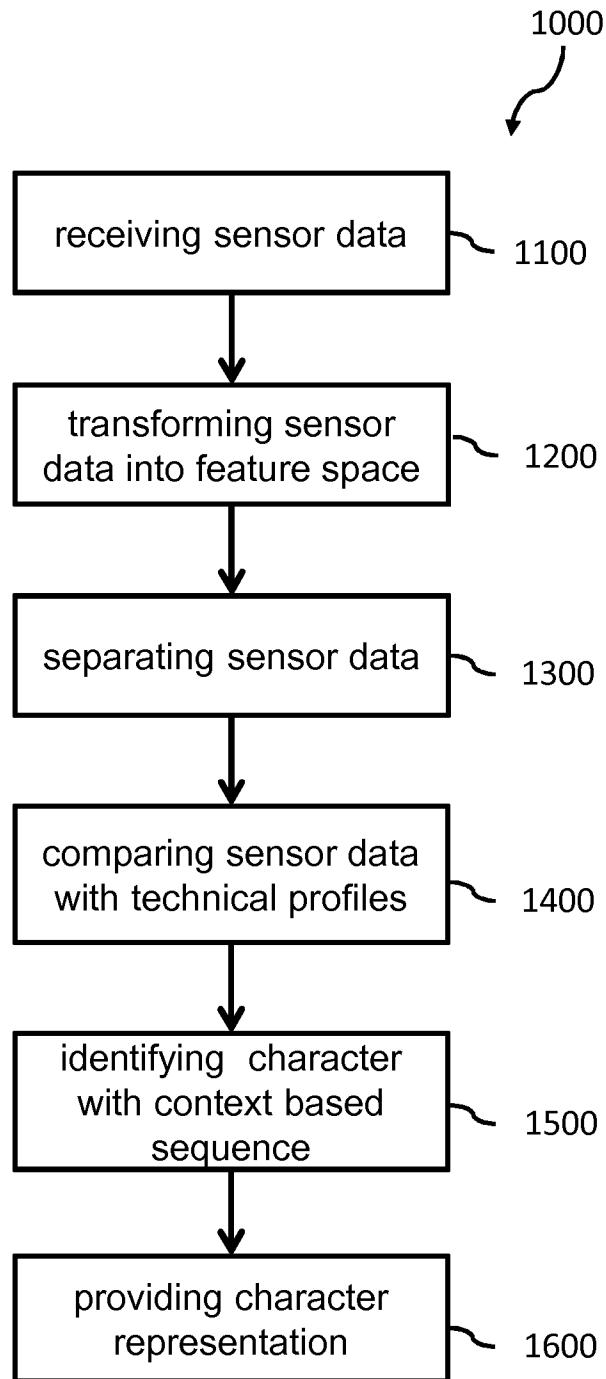 1000
receiving sensor data
1100
transforming sensor
data into feature space
1200
separating sensor data
1300
comparing sensor data
with technical profiles
1400
identifying character
with context based
sequence
1500
providing character
representation
1600